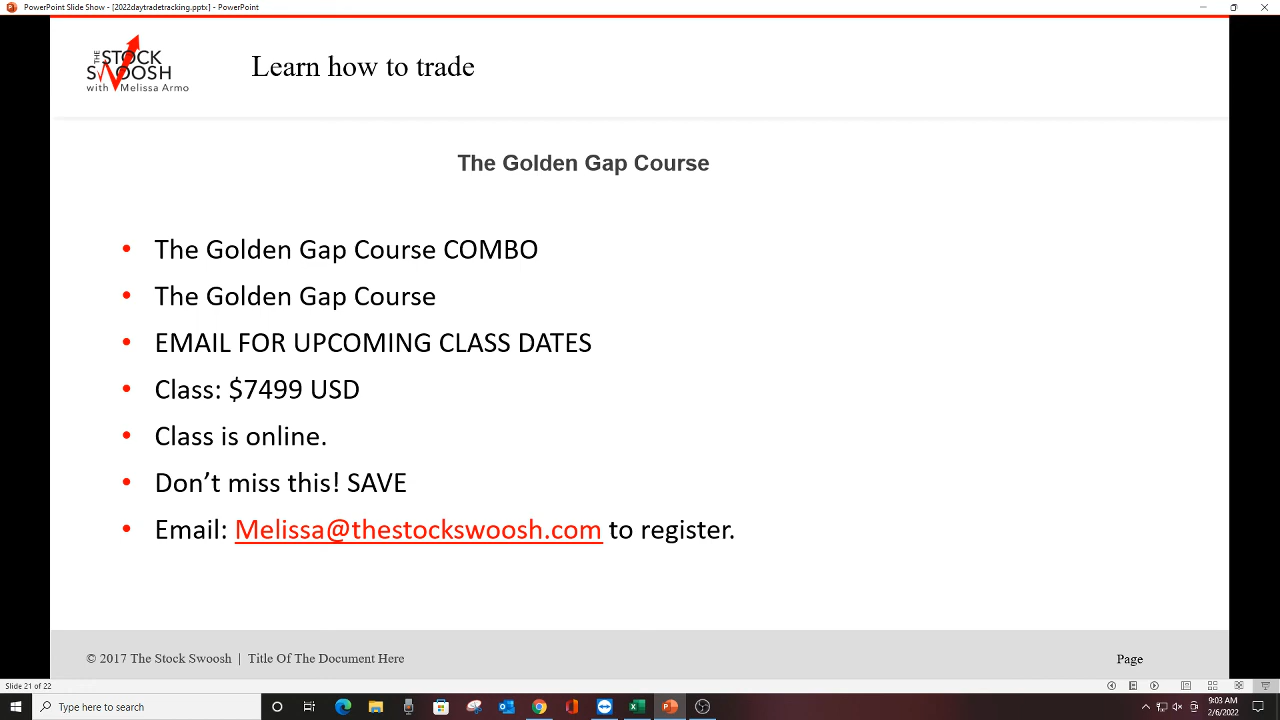 PowerPoint Slide Show - [2022daytradetracking.pptx] - PowerPoint
THE STOCK
SWOOSH
with Melissa Armo
Learn how to trade
The Golden Gap Course
• The Golden Gap Course COMBO
• The Golden Gap Course
• EMAIL FOR UPCOMING CLASS DATES
• Class: $7499 USD
• Class is online.
• Don’t miss this! SAVE
• Email: Melissa@thestockswoosh.com to register.
© 2017 The Stock Swoosh | Title Of The Document Here
Page
Slide 21 of 22
Type here to search
9:03 AM
2/6/2022